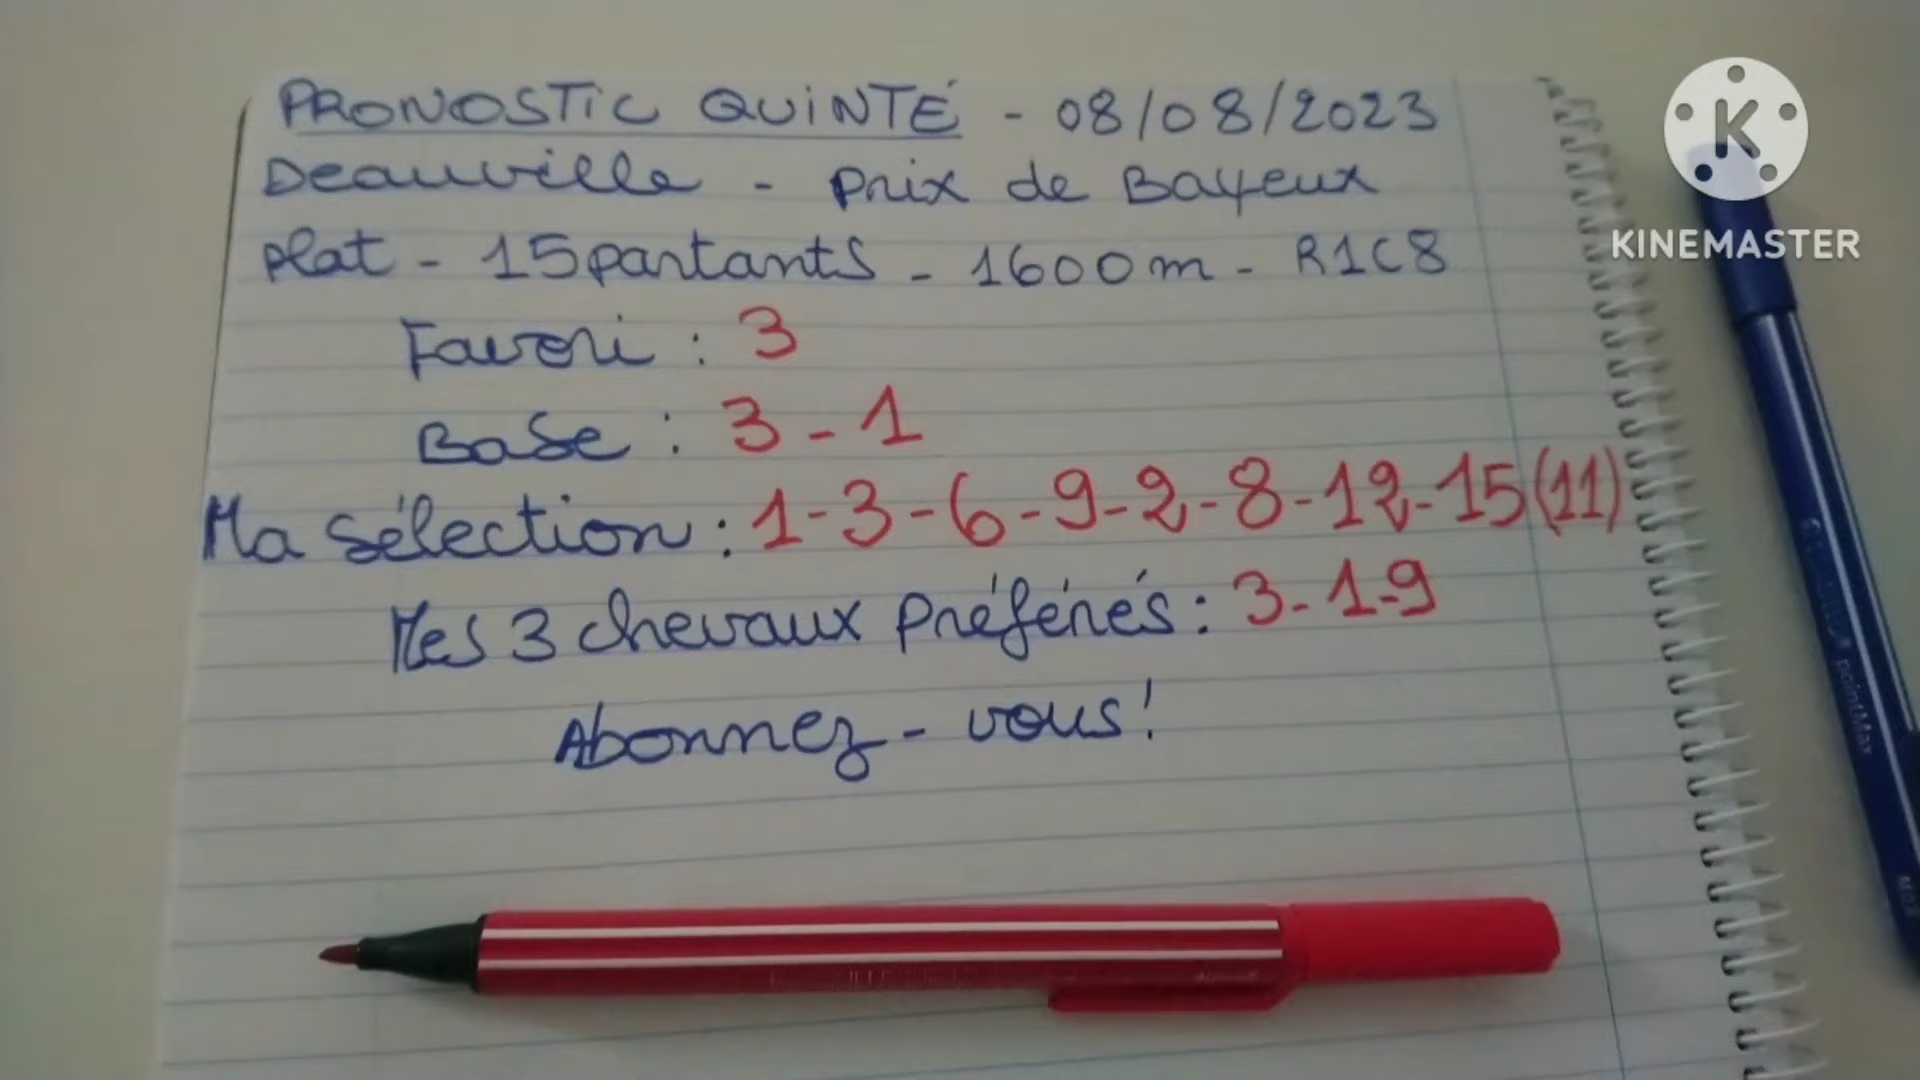 PRONOSTIC QUINTÉ - 08/08/2023
Deauville - Prix de Bayeux
Plat - 15 partants - 1600m - R1C8
Favori : 3
Base : 3 - 1
Ma sélection : 1-3-6-9-2-8-12-15(11)
Mes 3 chevaux préférés : 3-1-9
Abonnez-vous !
K
KINEMASTER
pointMax